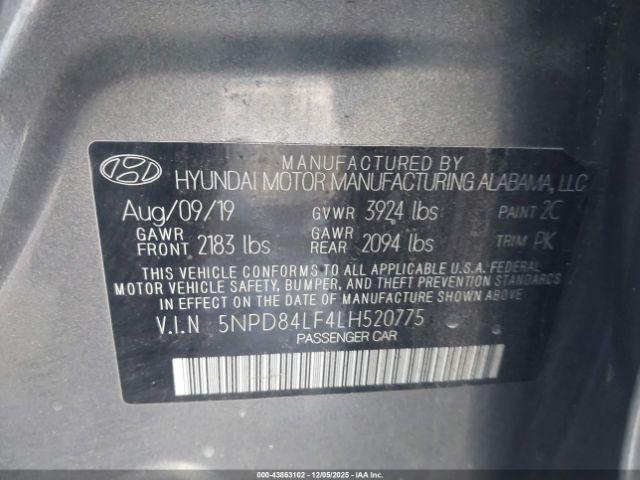 MANUFACTURED BY
HYUNDAI MOTOR MANUFACTURING ALABAMA, LLC
Aug/09/19 GVWR 3924 lbs PAINT 2C
GAWR FRONT 2183 lbs GAWR REAR 2094 lbs TRIM PK
THIS VEHICLE CONFORMS TO ALL APPLICABLE U.S.A. FEDERAL
MOTOR VEHICLE SAFETY, BUMPER, AND THEFT PREVENTION STANDARDS
IN EFFECT ON THE DATE OF MANUFACTURE SHOWN ABOVE.
V.I.N 5NPD84LF4LH520775
PASSENGER CAR
000-43863102 - 12/05/2025 - IAAI.COM